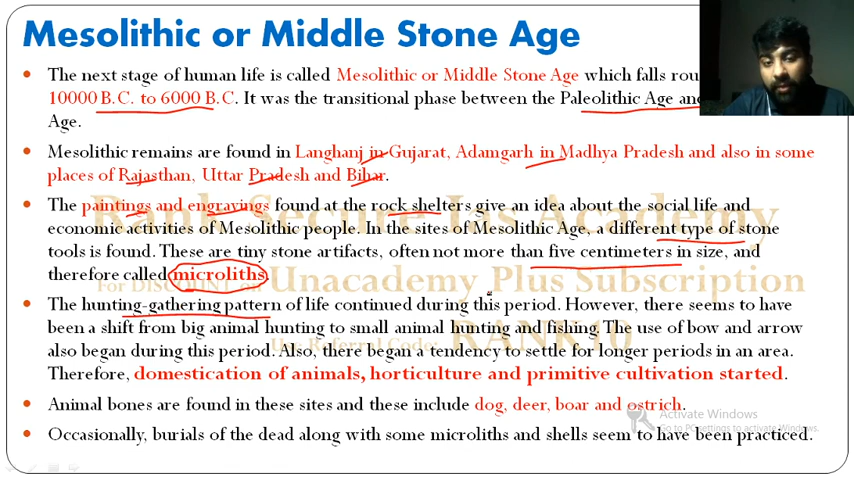 Mesolithic or Middle Stone Age
• The next stage of human life is called Mesolithic or Middle Stone Age which falls
10000 B.C. to 6000 B.C. It was the transitional phase between the Paleolithic Age
Age.
• Mesolithic remains are found in Langhanj in Gujarat, Adamgarh in Madhya Pradesh and also in some
places of Rajasthan, Uttar Pradesh and Bihar.
• The paintings and engravings found at the rock shelters give an idea about the social life and
economic activities of Mesolithic people. In the sites of Mesolithic Age, a different type of stone
tools is found. These are tiny stone artifacts, often not more than five centimeters in size, and
therefore called microliths.
• The hunting-gathering pattern of life continued during this period. However, there seems to have
been a shift from big animal hunting to small animal hunting and fishing. The use of bow and arrow
also began during this period. Also, there began a tendency to settle for longer periods in an area.
Therefore, domestication of animals, horticulture and primitive cultivation started.
• Animal bones are found in these sites and these include dog, deer, boar and ostrich.
• Occasionally, burials of the dead along with some microliths and shells seem to have been practiced.
Academy
Unacademy Plus Subscription
Use Referral Code: RANK10
Activate Windows
Go to PC settings to activate Windows.